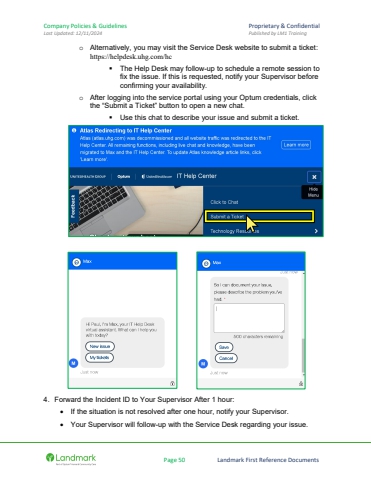 Company Policies & Guidelines
Proprietary & Confidential
Last Updated: 12/11/2024
Published by LMS Training
o Alternatively, you may visit the Service Desk website to submit a ticket:
https://helpdesk.uhg.com/hc
▪ The Help Desk may follow-up to schedule a remote session to
fix the issue. If this is requested, notify your Supervisor before
confirming your availability.
o After logging into the service portal using your Optum credentials, click
the "Submit a Ticket" button to open a new chat.
▪ Use this chat to describe your issue and submit a ticket.
Atlas Redirecting to IT Help Center
Atlas (atlas.uhg.com) was decommissioned and all website traffic was redirected to the IT
Help Center. All remaining functions, including live chat and knowledge, have been
migrated to Max and the IT Help Center. To update Atlas knowledge article links, click
'Learn more'.
Learn more
UNITEDHEALTH GROUP
Optum
UnitedHealthcare
IT Help Center
x
Hide
Menu
Feedback
Click to Chat
Submit a Ticket
Technology
Max
Hi Paul, I'm Max, your IT Help Desk
virtual assistant. What can I help you
with today?
New issue
My tickets
M
Max
So I can document your issue,
please describe the problem you've
had. *
characters remaining
Save
Cancel
M
4. Forward the Incident ID to Your Supervisor After 1 hour:
• If the situation is not resolved after one hour, notify your Supervisor.
• Your Supervisor will follow-up with the Service Desk regarding your issue.
Landmark
Page 50
Landmark First Reference Documents